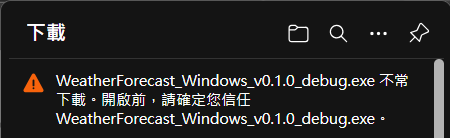 下載
WeatherForecast_Windows_v0.1.0_debug.exe 不常
下載。開啟前，請確定您信任
WeatherForecast_Windows_v0.1.0_debug.exe。